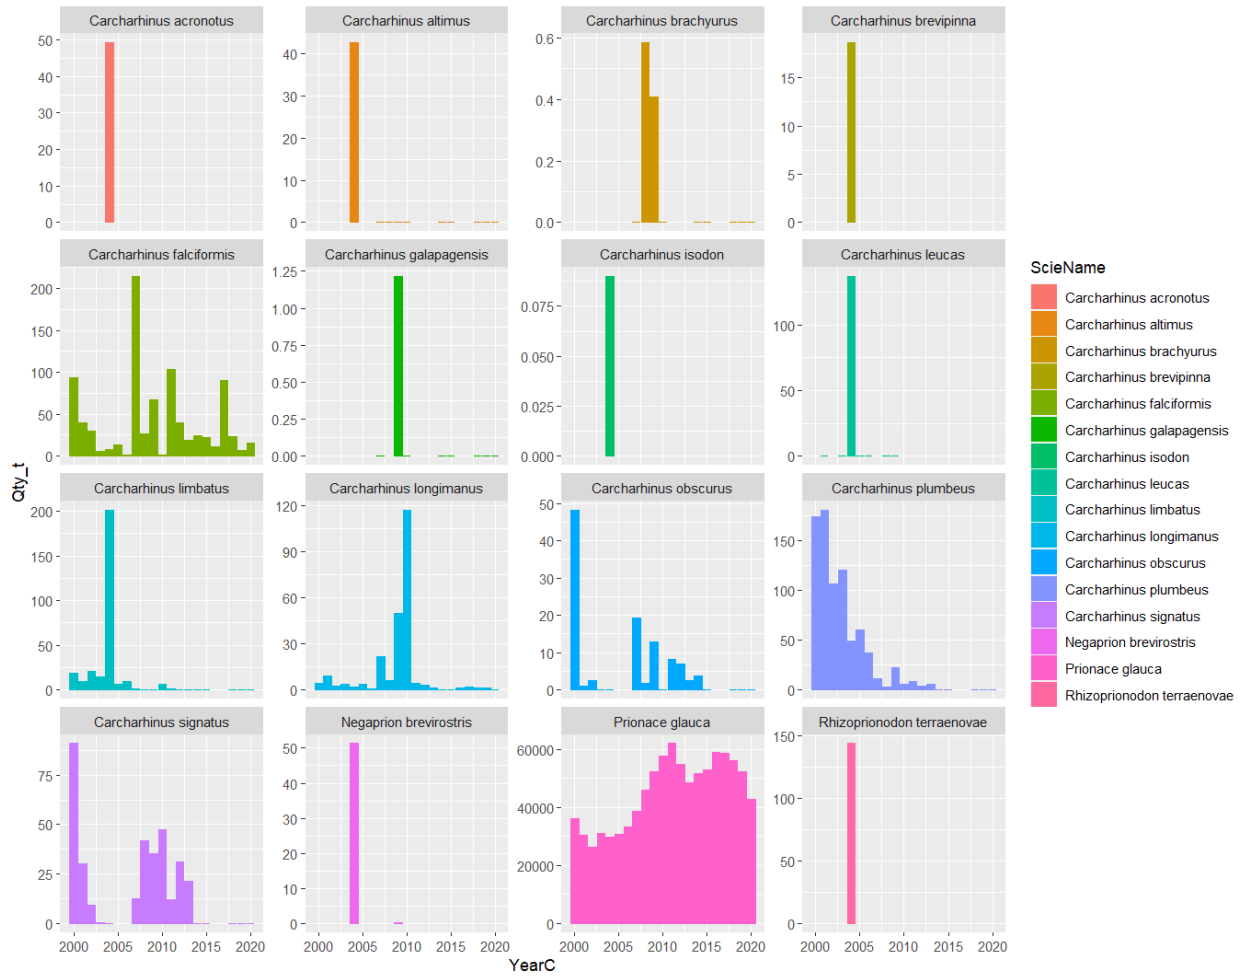 Carcharhinus acronotus
Carcharhinus altimus
Carcharhinus brachyurus
Carcharhinus brevipinna
50
40
30
20
10
0
40
30
20
10
0
0.6
0.4
0.2
0.0
15
10
5
0
Carcharhinus falciformis
Carcharhinus galapagensis
Carcharhinus isodon
Carcharhinus leucas
200
150
100
50
0
1.25
1.00
0.75
0.50
0.25
0.00
0.075
0.050
0.025
0.000
100
50
0
Carcharhinus limbatus
Carcharhinus longimanus
Carcharhinus obscurus
Carcharhinus plumbeus
200
150
100
50
0
120
90
60
30
0
50
40
30
20
10
0
150
100
50
0
Carcharhinus signatus
Negaprion brevirostris
Prionace glauca
Rhizoprionodon terraenovae
75
50
25
0
50
40
30
20
10
0
60000
40000
20000
0
150
100
50
0
2000 2005 2010 2015 2020
2000 2005 2010 2015 2020
2000 2005 2010 2015 2020
2000 2005 2010 2015 2020
YearC
Qty_t
ScieName
Carcharhinus acronotus
Carcharhinus altimus
Carcharhinus brachyurus
Carcharhinus brevipinna
Carcharhinus falciformis
Carcharhinus galapagensis
Carcharhinus isodon
Carcharhinus leucas
Carcharhinus limbatus
Carcharhinus longimanus
Carcharhinus obscurus
Carcharhinus plumbeus
Carcharhinus signatus
Negaprion brevirostris
Prionace glauca
Rhizoprionodon terraenovae